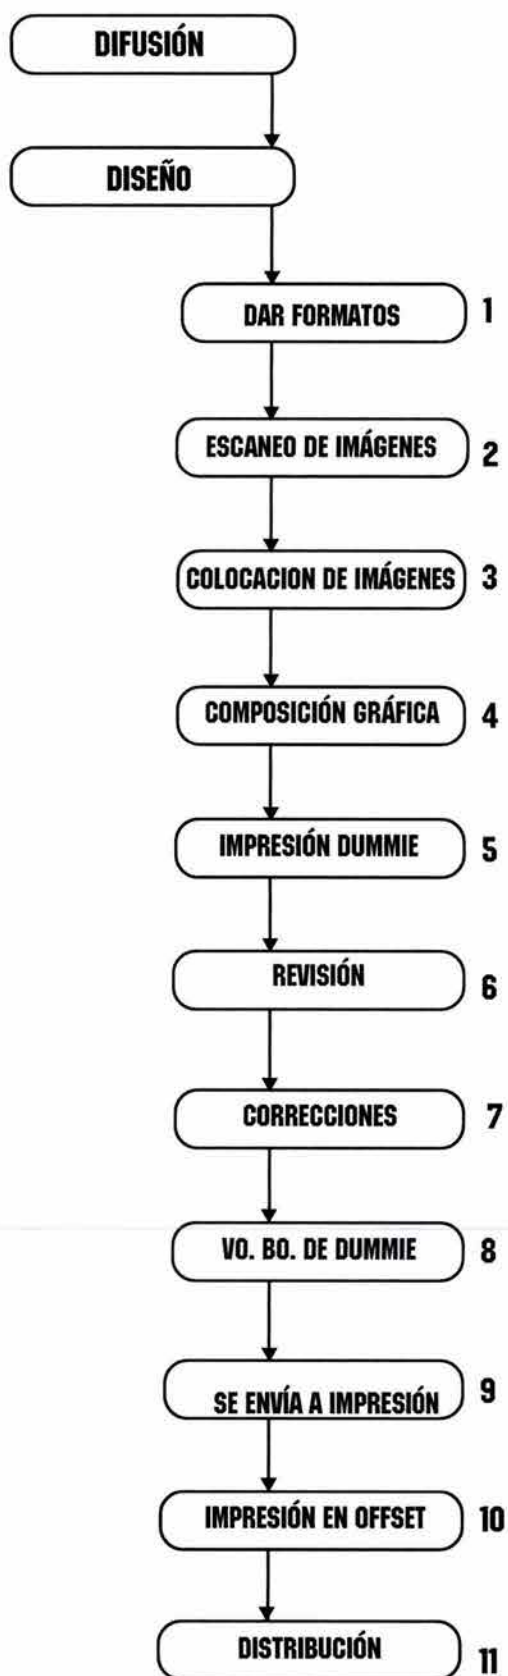 DIFUSIÓN
DISEÑO
DAR FORMATOS 1
ESCANEO DE IMÁGENES 2
COLOCACION DE IMÁGENES 3
COMPOSICIÓN GRÁFICA 4
IMPRESIÓN DUMMIE 5
REVISIÓN 6
CORRECCIONES 7
VO. BO. DE DUMMIE 8
SE ENVÍA A IMPRESIÓN 9
IMPRESIÓN EN OFFSET 10
DISTRIBUCIÓN 11